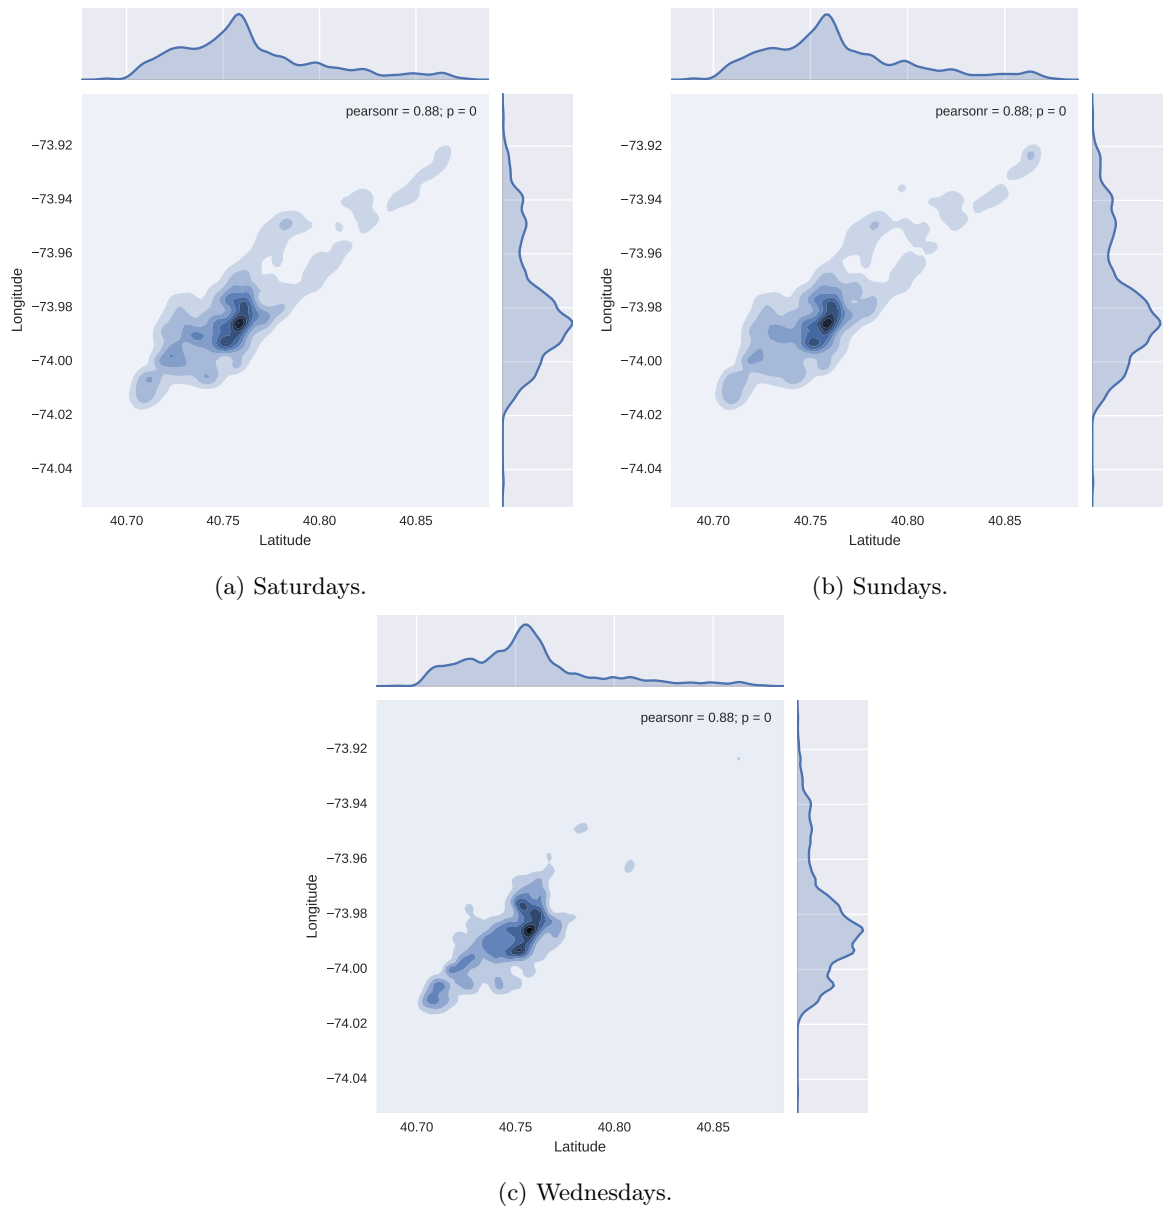 pearsonr = 0.88; p = 0
−73.92
−73.94
−73.96
−73.98
−74.00
−74.02
−74.04
Longitude
40.70 40.75 40.80 40.85
Latitude
(a) Saturdays.
pearsonr = 0.88; p = 0
−73.92
−73.94
−73.96
−73.98
−74.00
−74.02
−74.04
Longitude
40.70 40.75 40.80 40.85
Latitude
(b) Sundays.
pearsonr = 0.88; p = 0
−73.92
−73.94
−73.96
−73.98
−74.00
−74.02
−74.04
Longitude
40.70 40.75 40.80 40.85
Latitude
(c) Wednesdays.